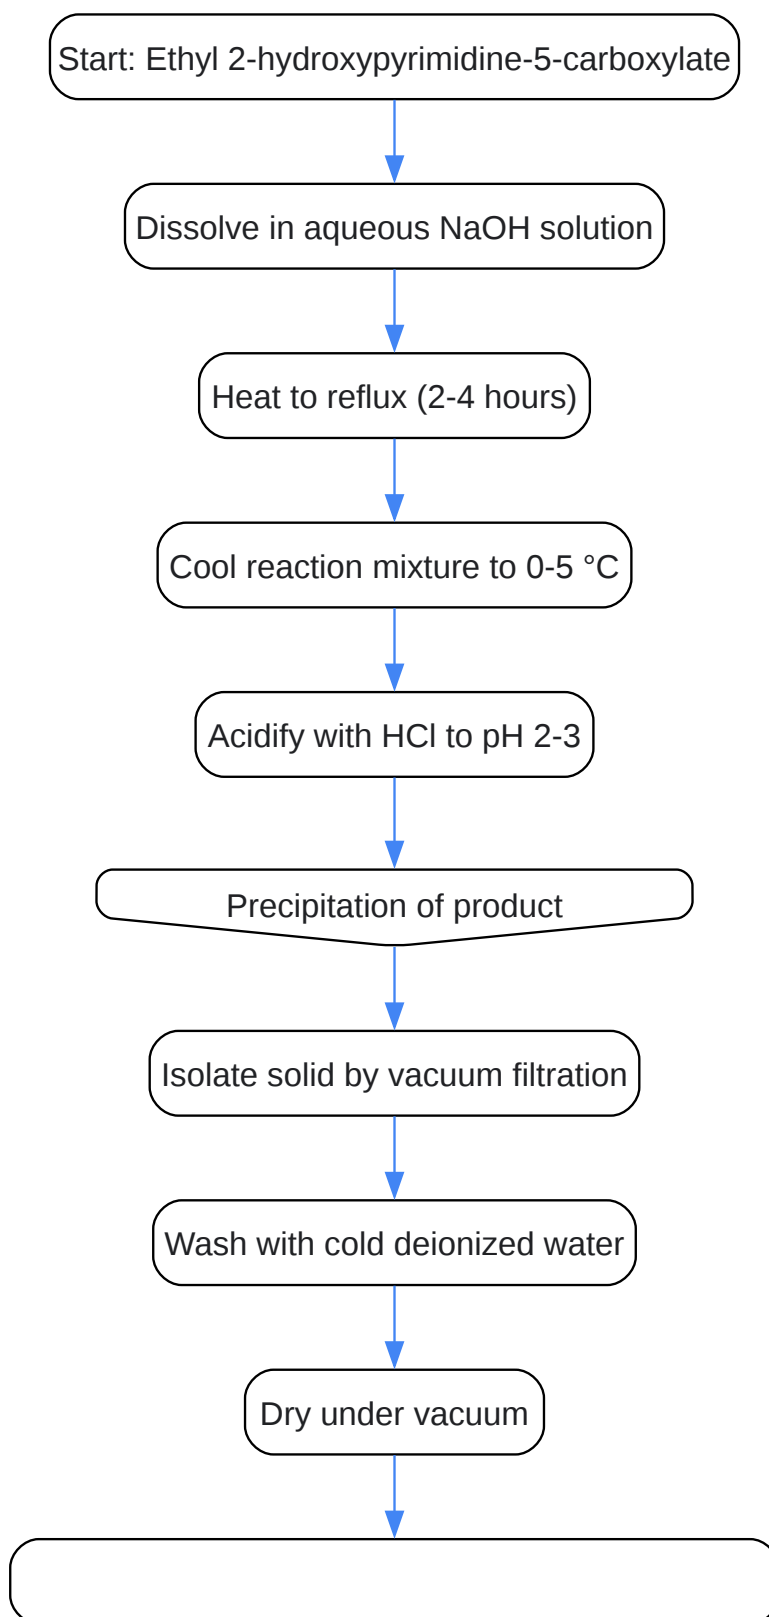 Start: Ethyl 2-hydroxypyrimidine-5-carboxylate
Dissolve in aqueous NaOH solution
Heat to reflux (2-4 hours)
Cool reaction mixture to 0-5 °C
Acidify with HCl to pH 2-3
Precipitation of product
Isolate solid by vacuum filtration
Wash with cold deionized water
Dry under vacuum